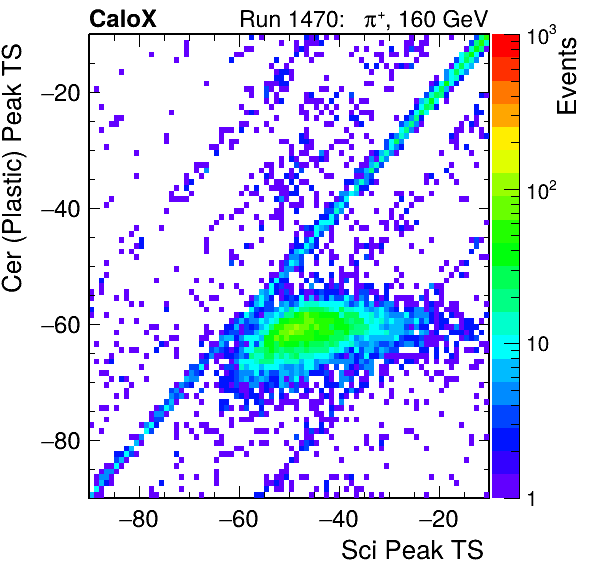 CaloX Run 1470: π⁺, 160 GeV
Cer (Plastic) Peak TS
−20
−40
−60
−80
−80 −60 −40 −20
Sci Peak TS
10³
10²
10
1
Events